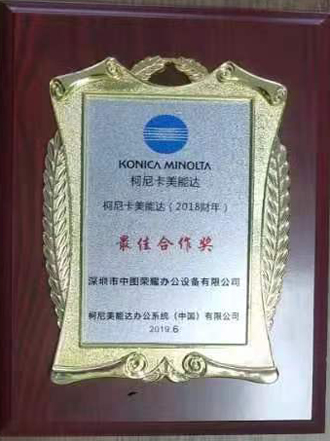 KONICA MINOLTA
柯尼卡美能达
柯尼卡美能达（2018财年）
最佳合作奖
深圳市中图荣耀办公设备有限公司
柯尼美能达办公系统（中国）有限公司
2019.6